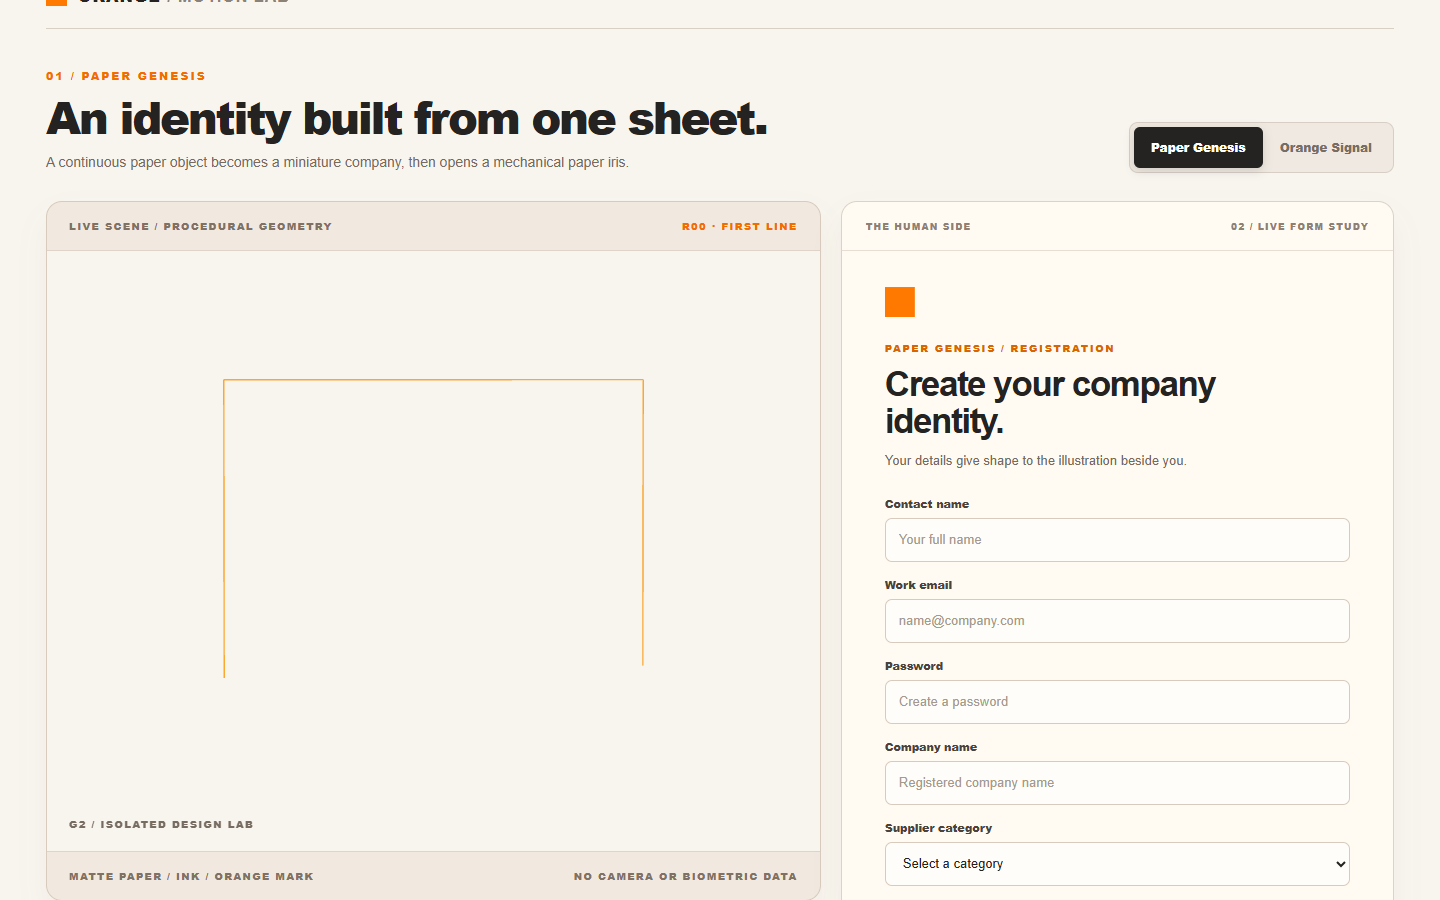 ORANGE / MOTION LAB
01 / PAPER GENESIS
An identity built from one sheet.
A continuous paper object becomes a miniature company, then opens a mechanical paper iris.
Paper Genesis
Orange Signal
LIVE SCENE / PROCEDURAL GEOMETRY
R00 · FIRST LINE
G2 / ISOLATED DESIGN LAB
MATTE PAPER / INK / ORANGE MARK
NO CAMERA OR BIOMETRIC DATA
THE HUMAN SIDE
02 / LIVE FORM STUDY
PAPER GENESIS / REGISTRATION
Create your company
identity.
Your details give shape to the illustration beside you.
Contact name
Your full name
Work email
name@company.com
Password
Create a password
Company name
Registered company name
Supplier category
Select a category